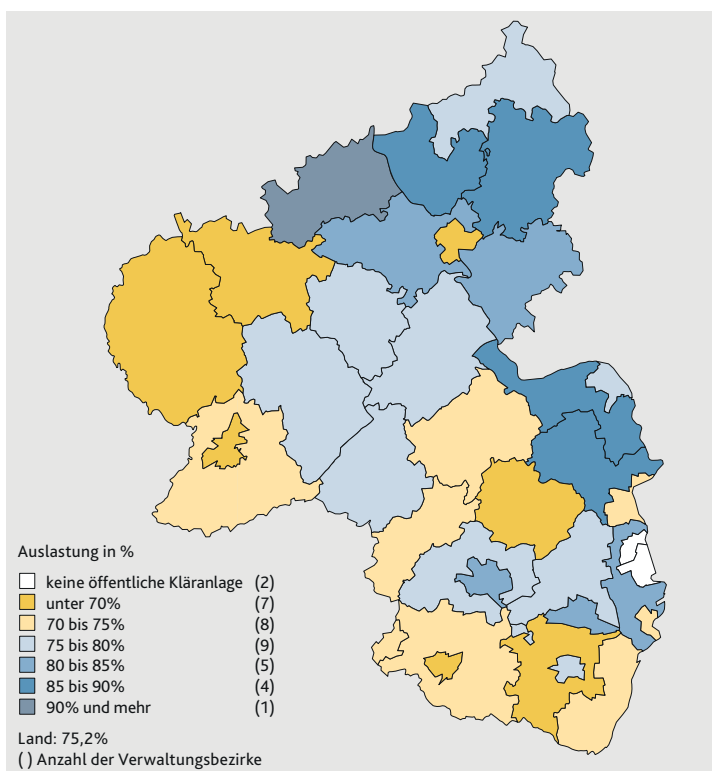 Auslastung in %
keine öffentliche Kläranlage (2)
unter 70% (7)
70 bis 75% (8)
75 bis 80% (9)
80 bis 85% (5)
85 bis 90% (4)
90% und mehr (1)
Land: 75,2%
( ) Anzahl der Verwaltungsbezirke